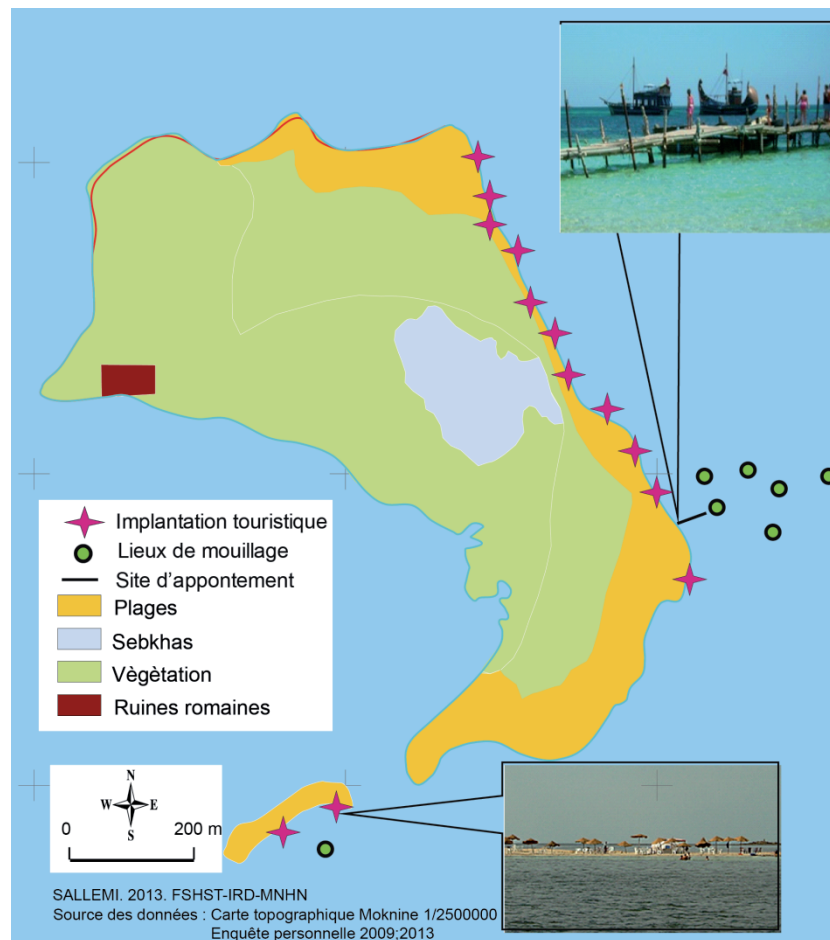 Implantation touristique
Lieux de mouillage
Site d'appontement
Plages
Sebkhas
Vègètation
Ruines romaines
N
W E
S
0 200 m
SALLEMI. 2013. FSHST-IRD-MNHN
Source des données : Carte topographique Moknine 1/2500000
Enquête personnelle 2009;2013